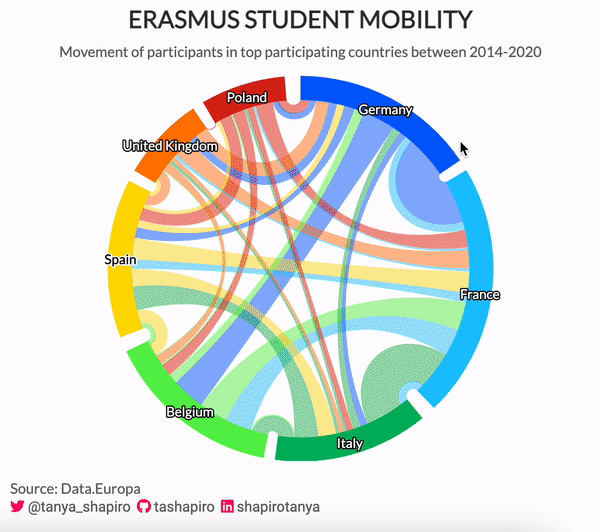 ERASMUS STUDENT MOBILITY
Movement of participants in top participating countries between 2014-2020
Poland
Germany
United Kingdom
Spain
France
Belgium
Italy
Source: Data.Europa
@tanya_shapiro tashapiro shapirotanya